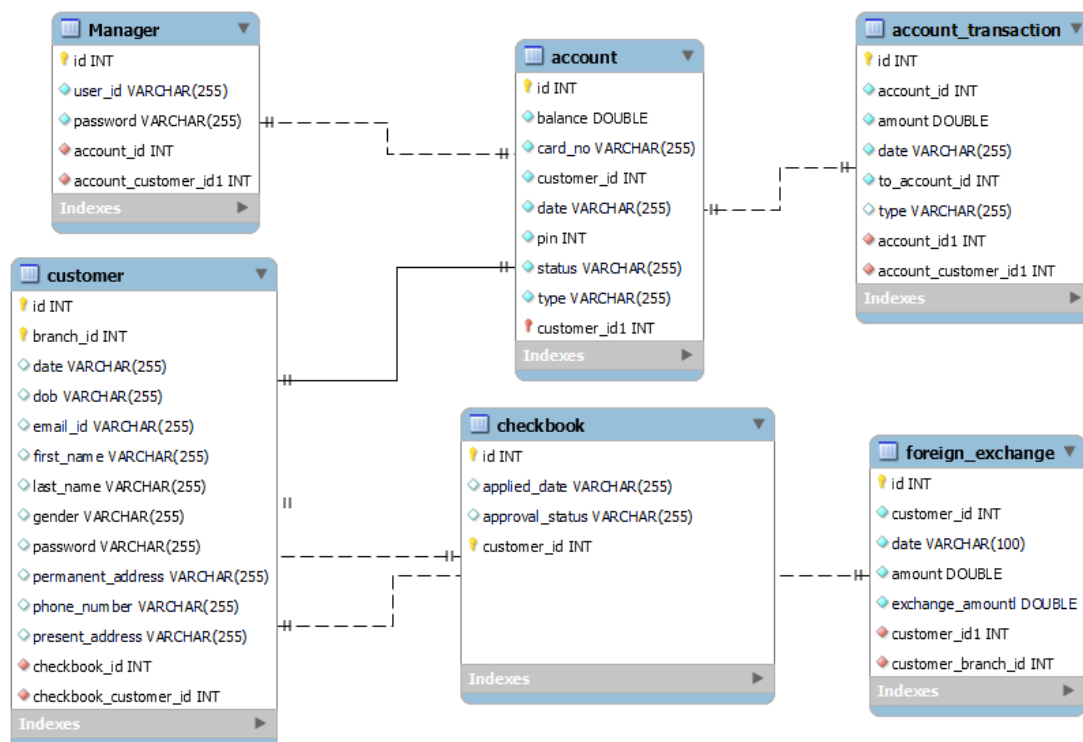 Manager
id INT
user_id VARCHAR(255)
password VARCHAR(255)
account_id INT
account_customer_id1 INT
Indexes
account
id INT
balance DOUBLE
card_no VARCHAR(255)
customer_id INT
date VARCHAR(255)
pin INT
status VARCHAR(255)
type VARCHAR(255)
customer_id1 INT
Indexes
account_transaction
id INT
account_id INT
amount DOUBLE
date VARCHAR(255)
to_account_id INT
type VARCHAR(255)
account_id1 INT
account_customer_id1 INT
Indexes
customer
id INT
branch_id INT
date VARCHAR(255)
dob VARCHAR(255)
email_id VARCHAR(255)
first_name VARCHAR(255)
last_name VARCHAR(255)
gender VARCHAR(255)
password VARCHAR(255)
permanent_address VARCHAR(255)
phone_number VARCHAR(255)
present_address VARCHAR(255)
checkbook_id INT
checkbook_customer_id INT
Indexes
checkbook
id INT
applied_date VARCHAR(255)
approval_status VARCHAR(255)
customer_id INT
Indexes
foreign_exchange
id INT
customer_id INT
date VARCHAR(100)
amount DOUBLE
exchange_amountl DOUBLE
customer_id1 INT
customer_branch_id INT
Indexes